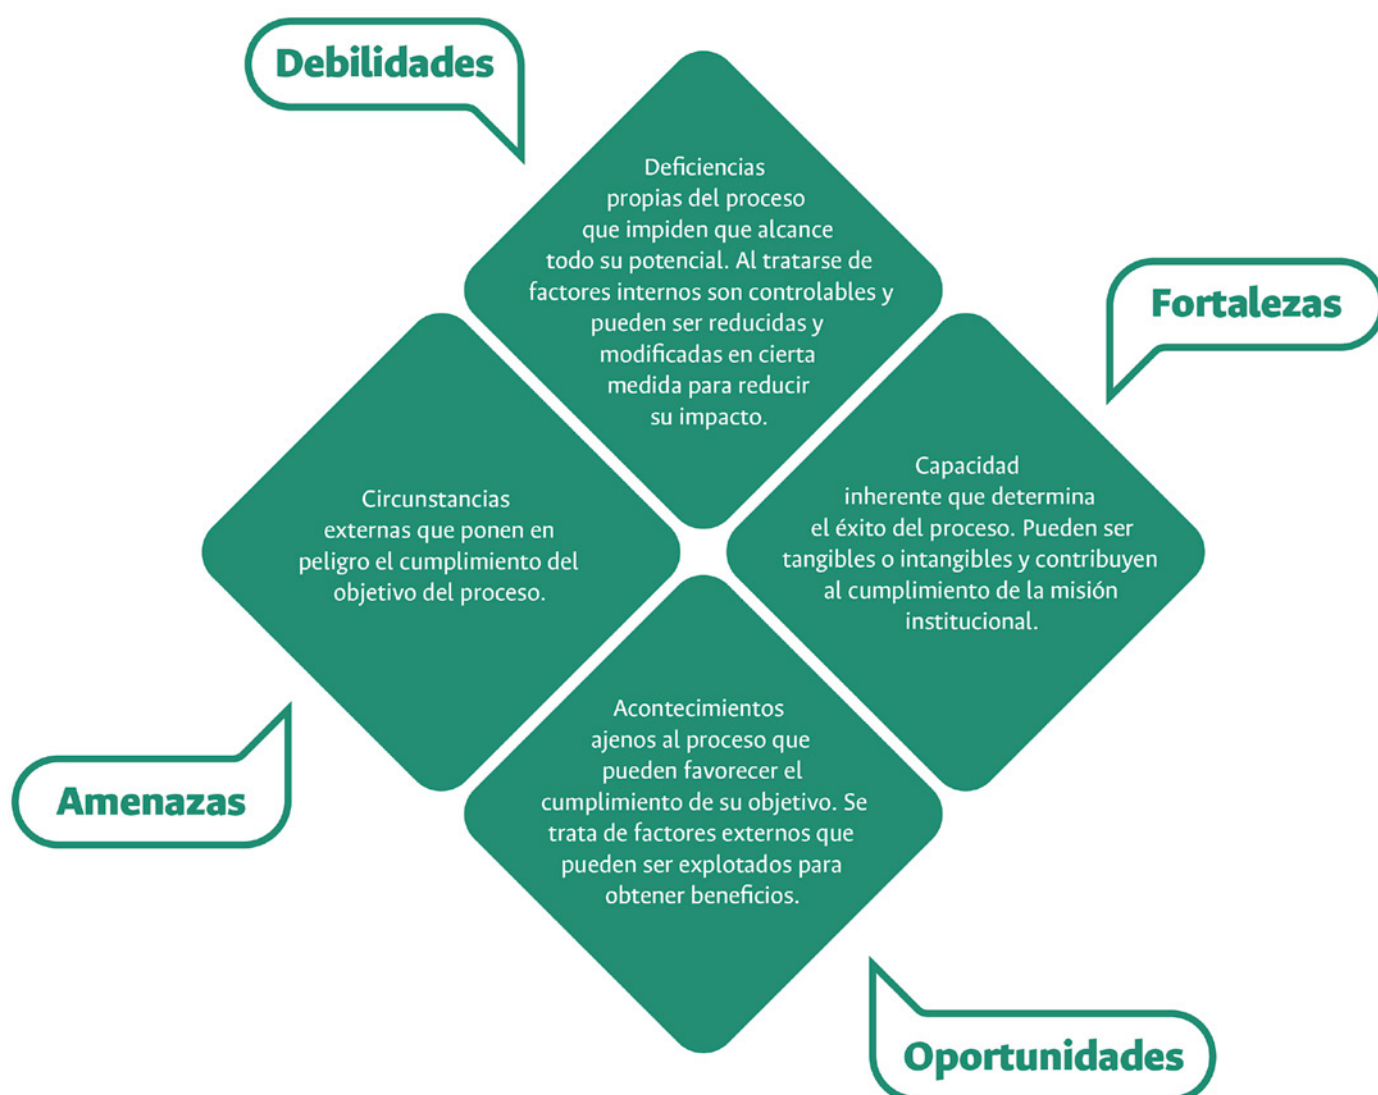 Debilidades
Deficiencias
propias del proceso
que impiden que alcance
todo su potencial. Al tratarse de
factores internos son controlables y
pueden ser reducidas y
modificadas en cierta
medida para reducir
su impacto.
Fortalezas
Capacidad
inherente que determina
el éxito del proceso. Pueden ser
tangibles o intangibles y contribuyen
al cumplimiento de la misión
institucional.
Circunstancias
externas que ponen en
peligro el cumplimiento del
objetivo del proceso.
Amenazas
Acontecimientos
ajenos al proceso que
pueden favorecer el
cumplimiento de su objetivo. Se
trata de factores externos que
pueden ser explotados para
obtener beneficios.
Oportunidades